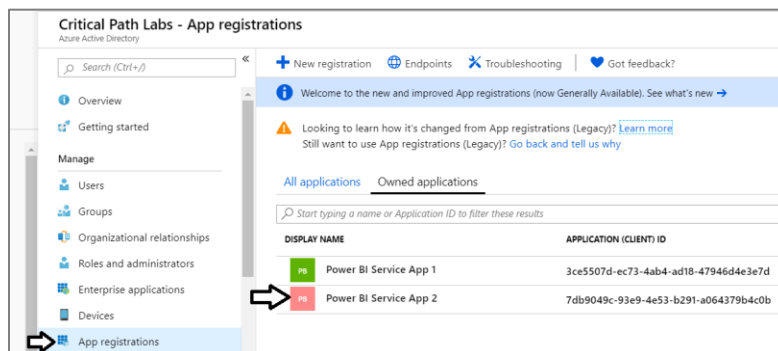 Critical Path Labs - App registrations
Azure Active Directory
Search (Ctrl+/)
«
Overview
Getting started
Manage
Users
Groups
Organizational relationships
Roles and administrators
Enterprise applications
Devices
App registrations
New registration Endpoints Troubleshooting Got feedback?
Welcome to the new and improved App registrations (now Generally Available). See what's new →
Looking to learn how it's changed from App registrations (Legacy)? Learn more
Still want to use App registrations (Legacy)? Go back and tell us why
All applications Owned applications
Start typing a name or Application ID to filter these results
DISPLAY NAME APPLICATION (CLIENT) ID
PB Power BI Service App 1 3ce5507d-ec73-4ab4-ad18-47946d4e3e7d
PB Power BI Service App 2 7db9049c-93e9-4e53-b291-a064379b4c0b